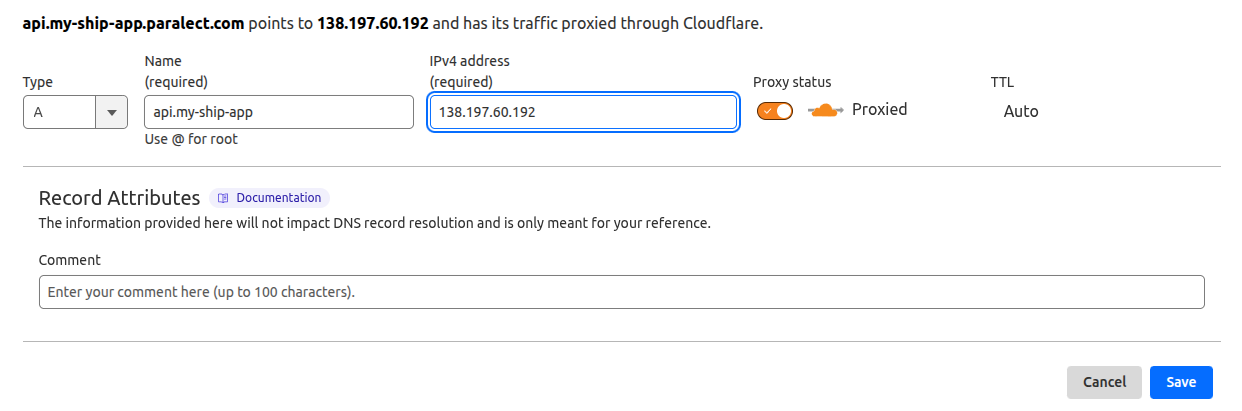 api.my-ship-app.paralect.com points to 138.197.60.192 and has its traffic proxied through Cloudflare.
Type
Name
(required)
IPv4 address
(required)
Proxy status
TTL
A
api.my-ship-app
138.197.60.192
Proxied
Auto
Use @ for root
Record Attributes Documentation
The information provided here will not impact DNS record resolution and is only meant for your reference.
Comment
Enter your comment here (up to 100 characters).
Cancel Save